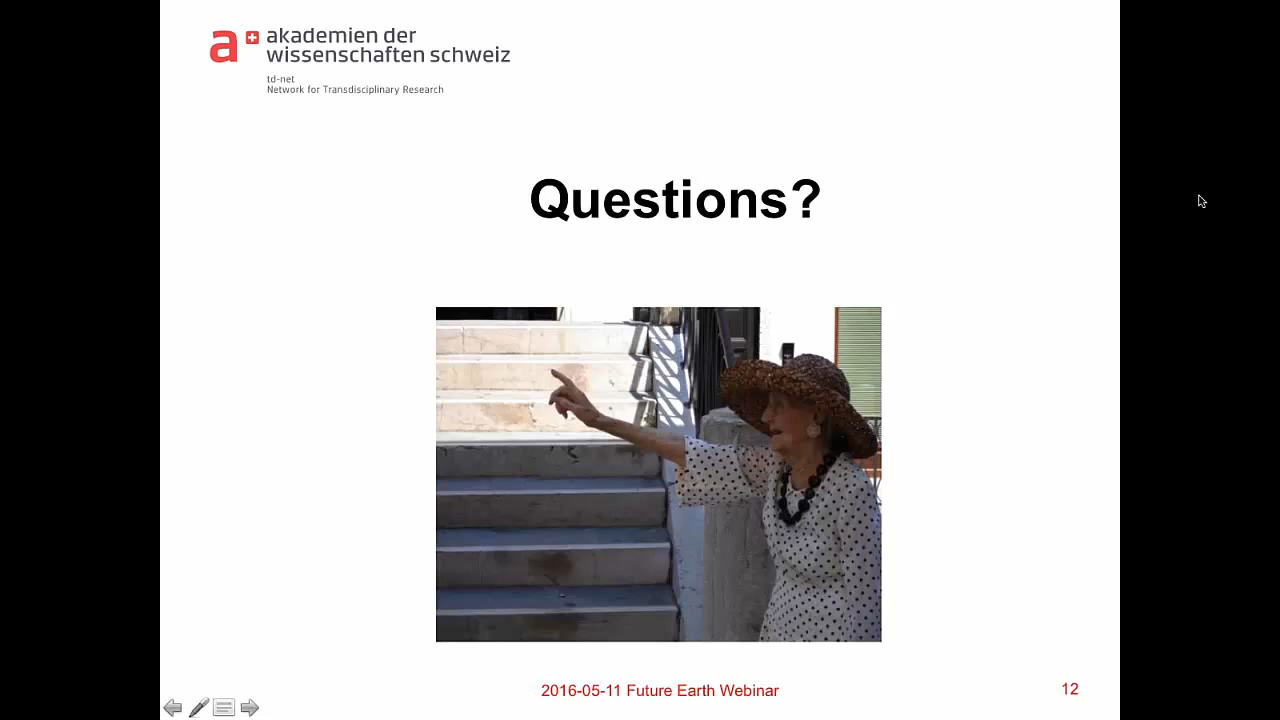 akademien der
wissenschaften schweiz
td-net
Network for Transdisciplinary Research
Questions?
2016-05-11 Future Earth Webinar
12